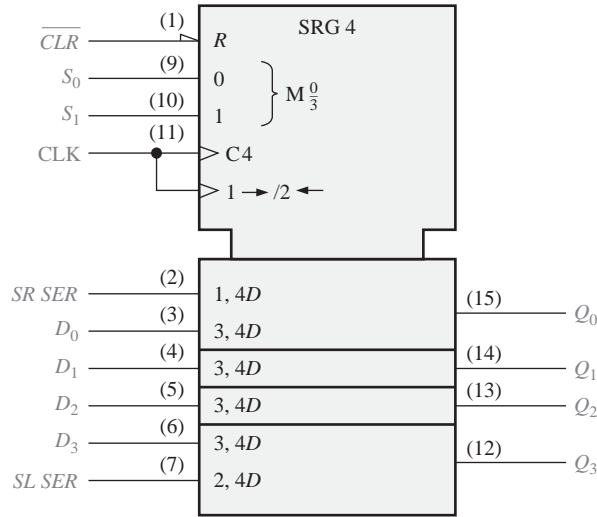 (1) SRG 4
CLR R
(9)
S0 0
(10) M 0/3
S1 1
(11)
CLK C4
1 → /2 ←
(2)
SR SER 1, 4D
(15)
(3) Q0
D0 3, 4D
(4) (14)
D1 3, 4D Q1
(5) (13)
D2 3, 4D Q2
(6)
D3 3, 4D (12)
(7) Q3
SL SER 2, 4D